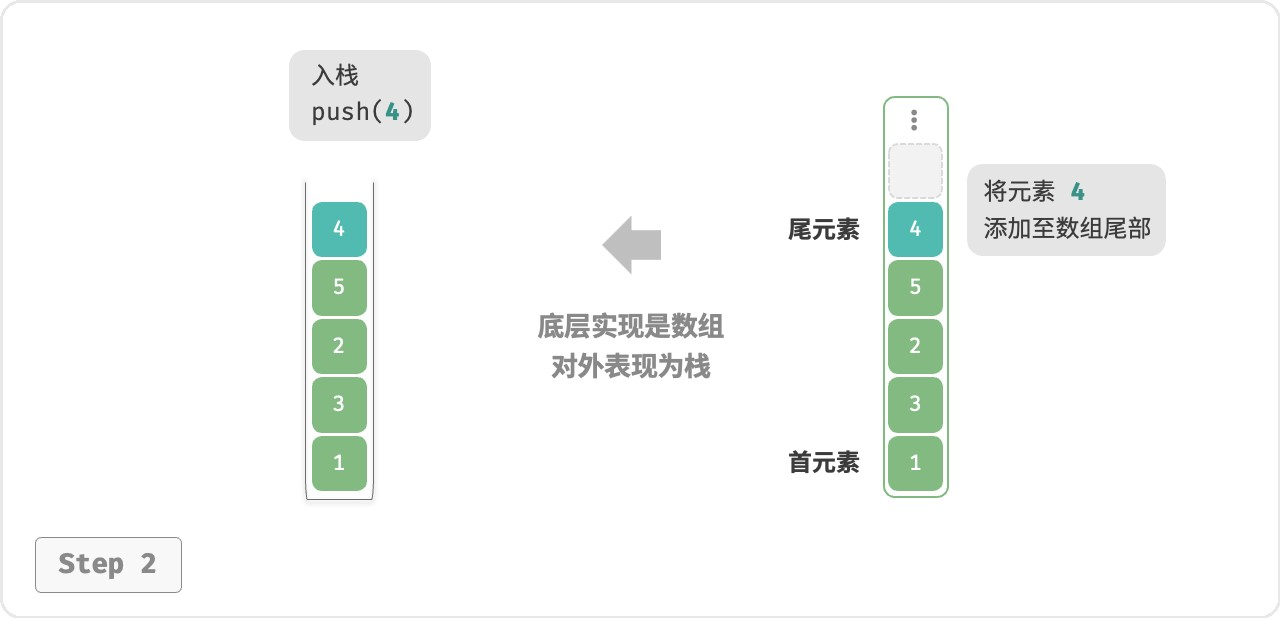 入栈
push(4)
4
5
2
3
1
底层实现是数组
对外表现为栈
尾元素
首元素
4
5
2
3
1
将元素 4
添加至数组尾部
Step 2